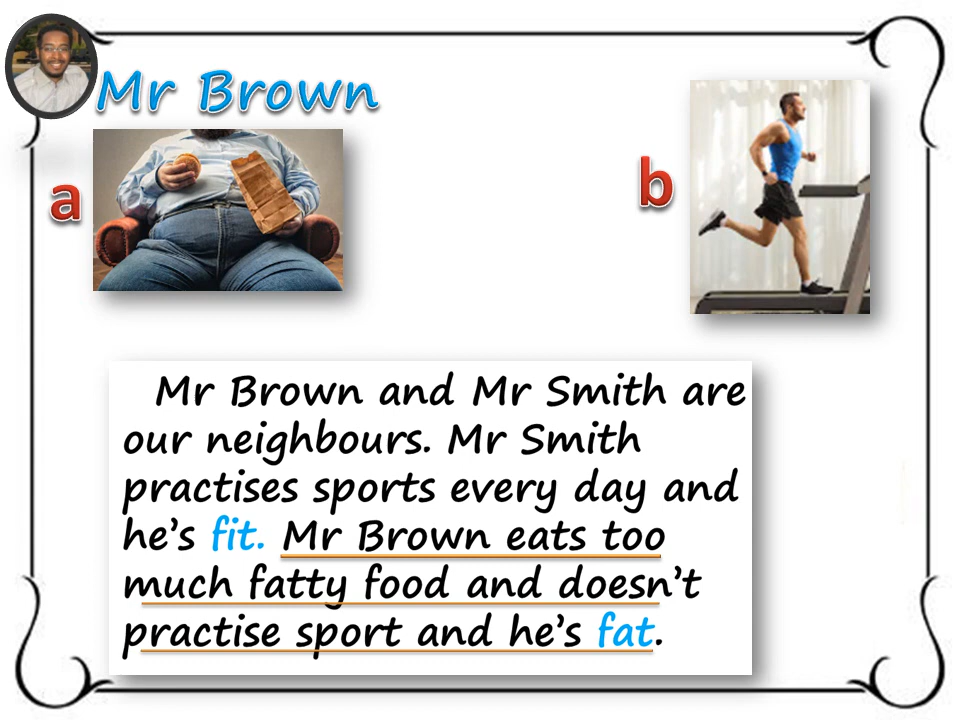 Mr Brown
a
b
Mr Brown and Mr Smith are
our neighbours. Mr Smith
practises sports every day and
he's fit. Mr Brown eats too
much fatty food and doesn't
practise sport and he's fat.